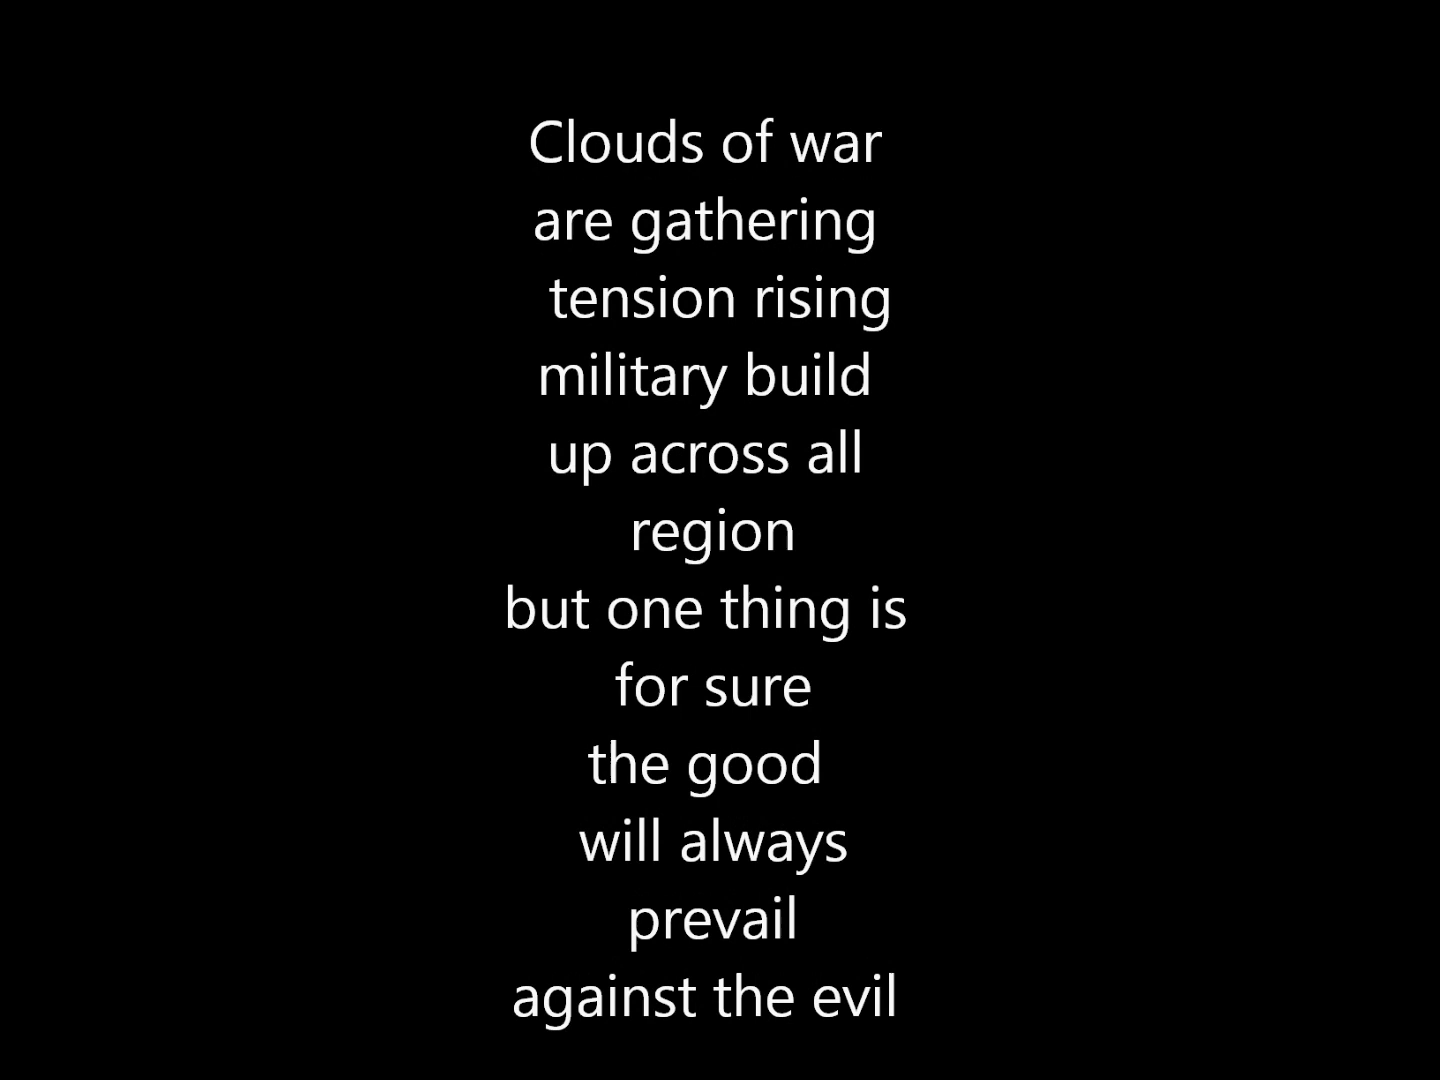 Clouds of war
are gathering
tension rising
military build
up across all
region
but one thing is
for sure
the good
will always
prevail
against the evil